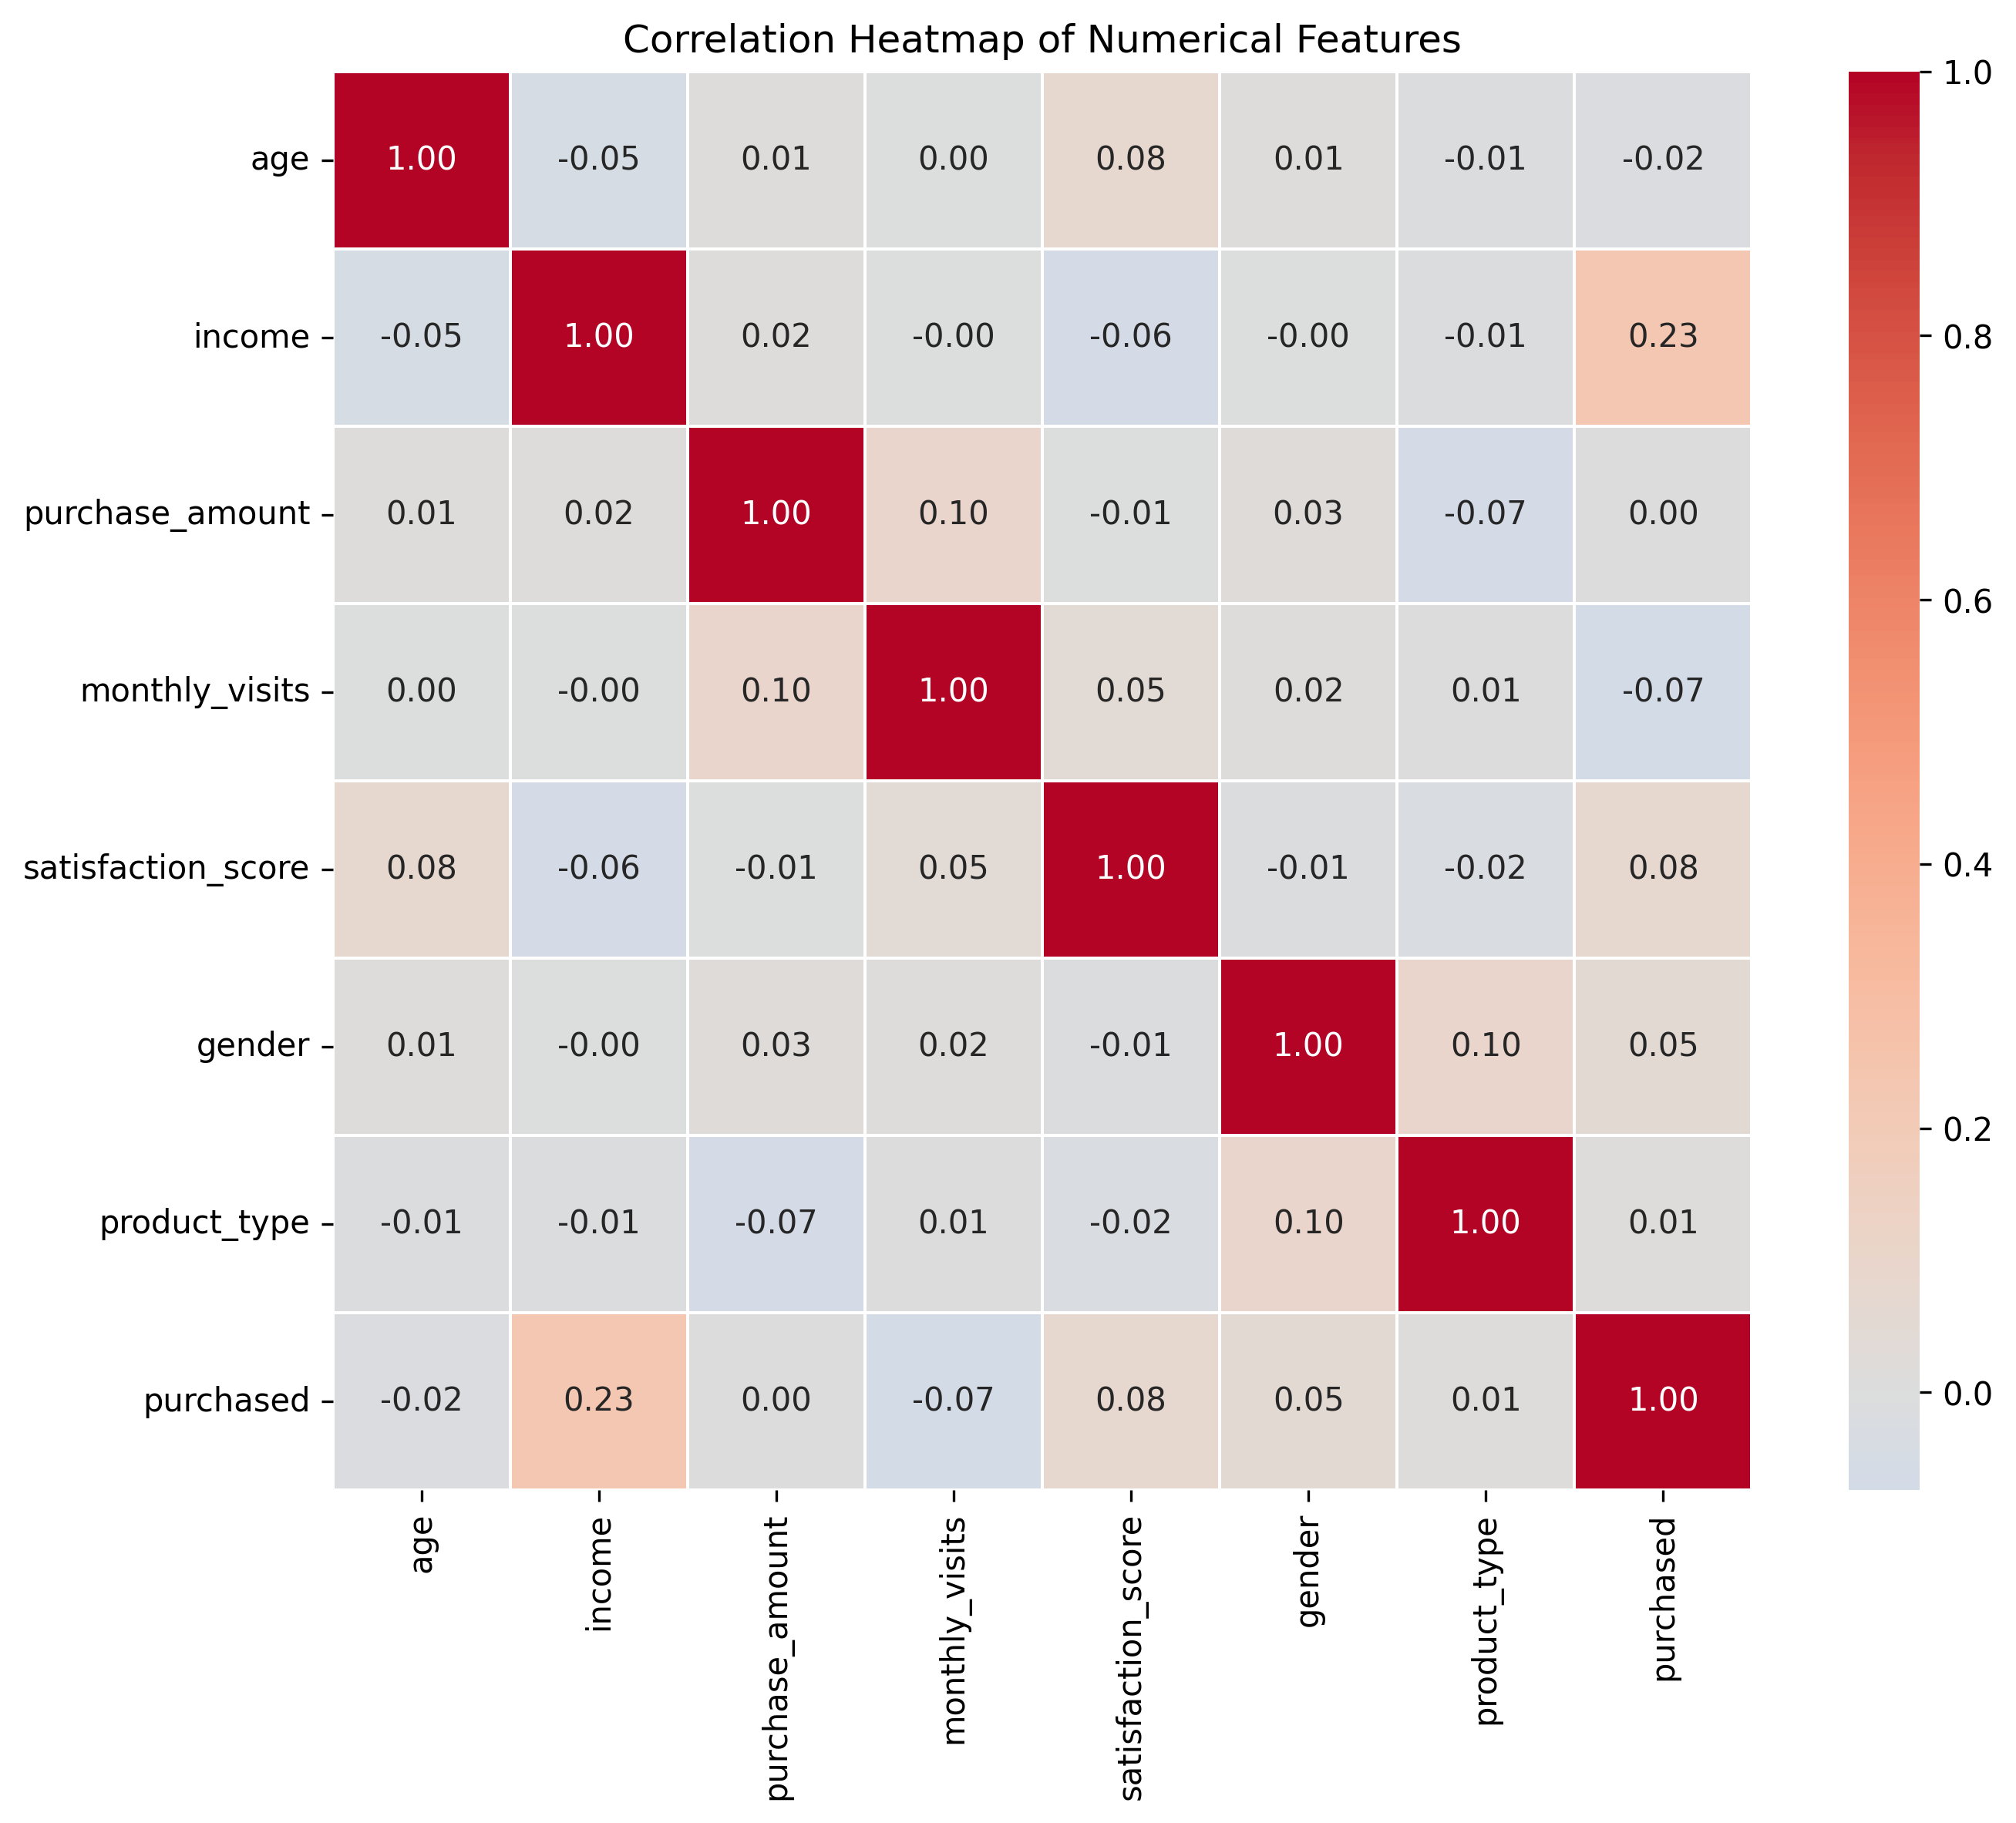 Correlation Heatmap of Numerical Features
age 1.00 -0.05 0.01 0.00 0.08 0.01 -0.01 -0.02
income -0.05 1.00 0.02 -0.00 -0.06 -0.00 -0.01 0.23
purchase_amount 0.01 0.02 1.00 0.10 -0.01 0.03 -0.07 0.00
monthly_visits 0.00 -0.00 0.10 1.00 0.05 0.02 0.01 -0.07
satisfaction_score 0.08 -0.06 -0.01 0.05 1.00 -0.01 -0.02 0.08
gender 0.01 -0.00 0.03 0.02 -0.01 1.00 0.10 0.05
product_type -0.01 -0.01 -0.07 0.01 -0.02 0.10 1.00 0.01
purchased -0.02 0.23 0.00 -0.07 0.08 0.05 0.01 1.00
age
income
purchase_amount
monthly_visits
satisfaction_score
gender
product_type
purchased
1.0
0.8
0.6
0.4
0.2
0.0